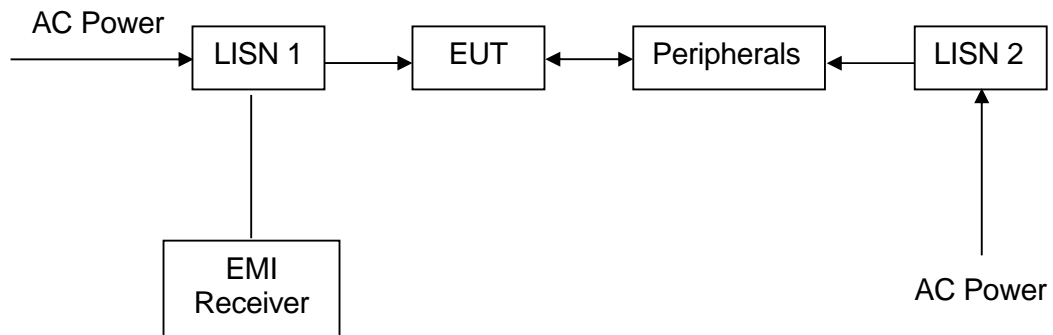 AC Power
LISN 1
EUT
Peripherals
LISN 2
EMI
Receiver
AC Power